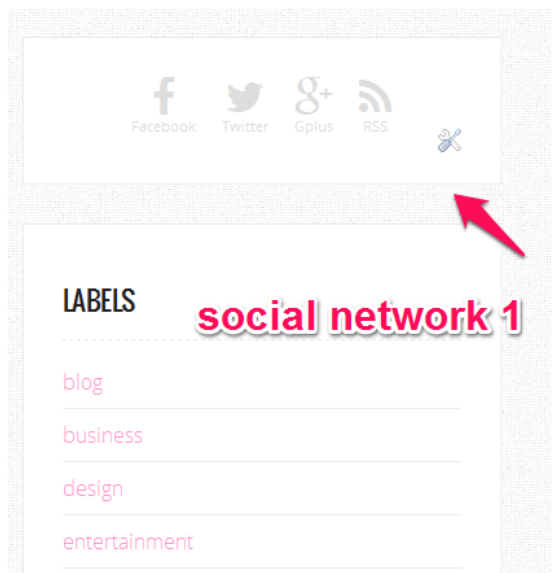 Facebook Twitter Gplus RSS
LABELS
social network 1
blog
business
design
entertainment